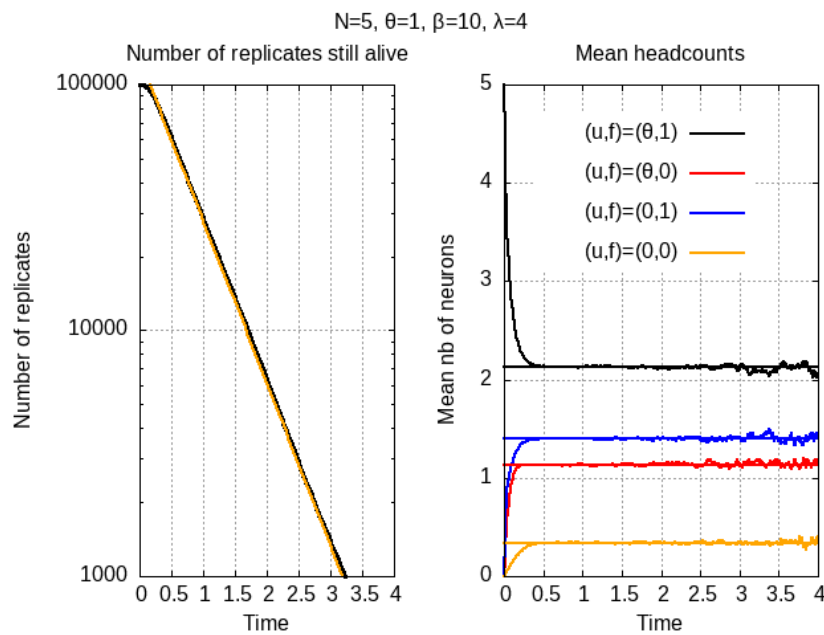 N=5, θ=1, β=10, λ=4
Number of replicates still alive
Number of replicates
100000
10000
1000
0 0.5 1 1.5 2 2.5 3 3.5 4
Time
Mean headcounts
Mean nb of neurons
5
4
3
2
1
0
(u,f)=(θ,1)
(u,f)=(θ,0)
(u,f)=(0,1)
(u,f)=(0,0)
0 0.5 1 1.5 2 2.5 3 3.5 4
Time